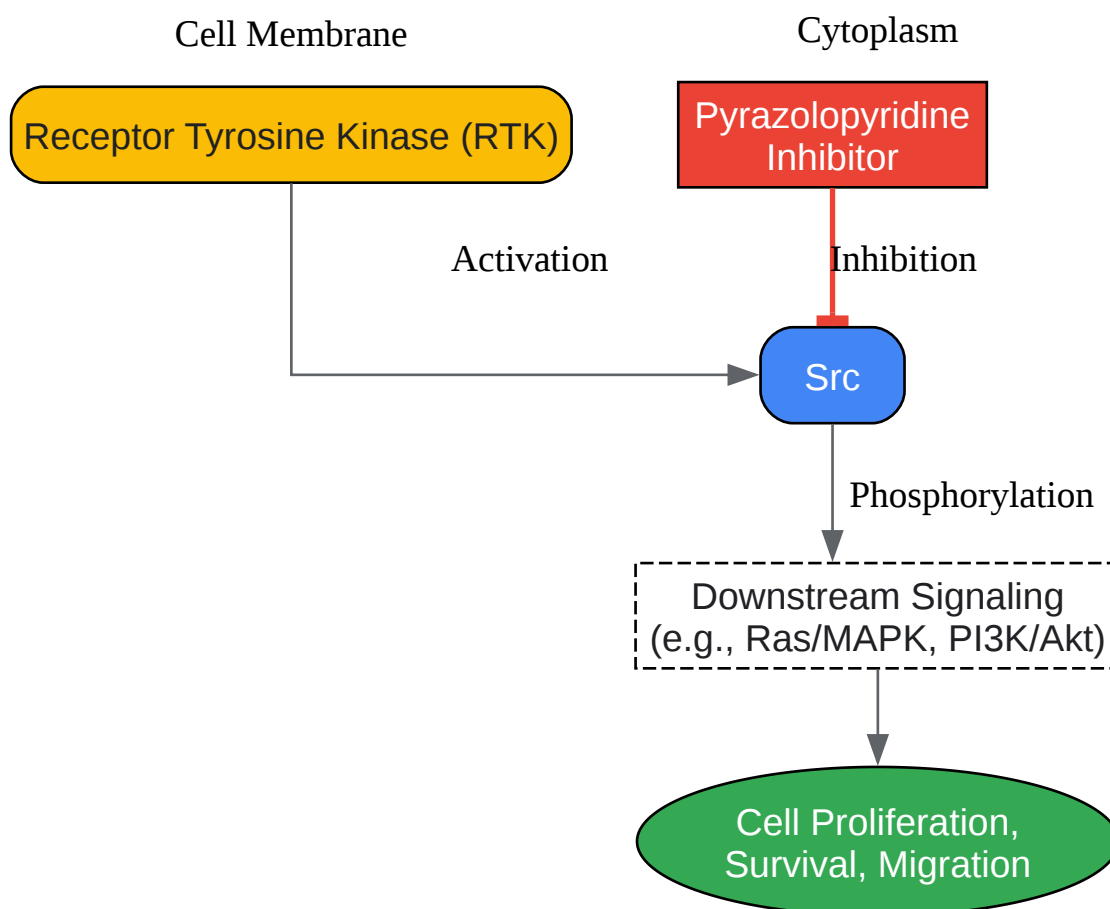 Cell Membrane
Cytoplasm
Receptor Tyrosine Kinase (RTK)
Pyrazolopyridine
Inhibitor
Activation
Inhibition
Src
Phosphorylation
Downstream Signaling
(e.g., Ras/MAPK, PI3K/Akt)
Cell Proliferation,
Survival, Migration